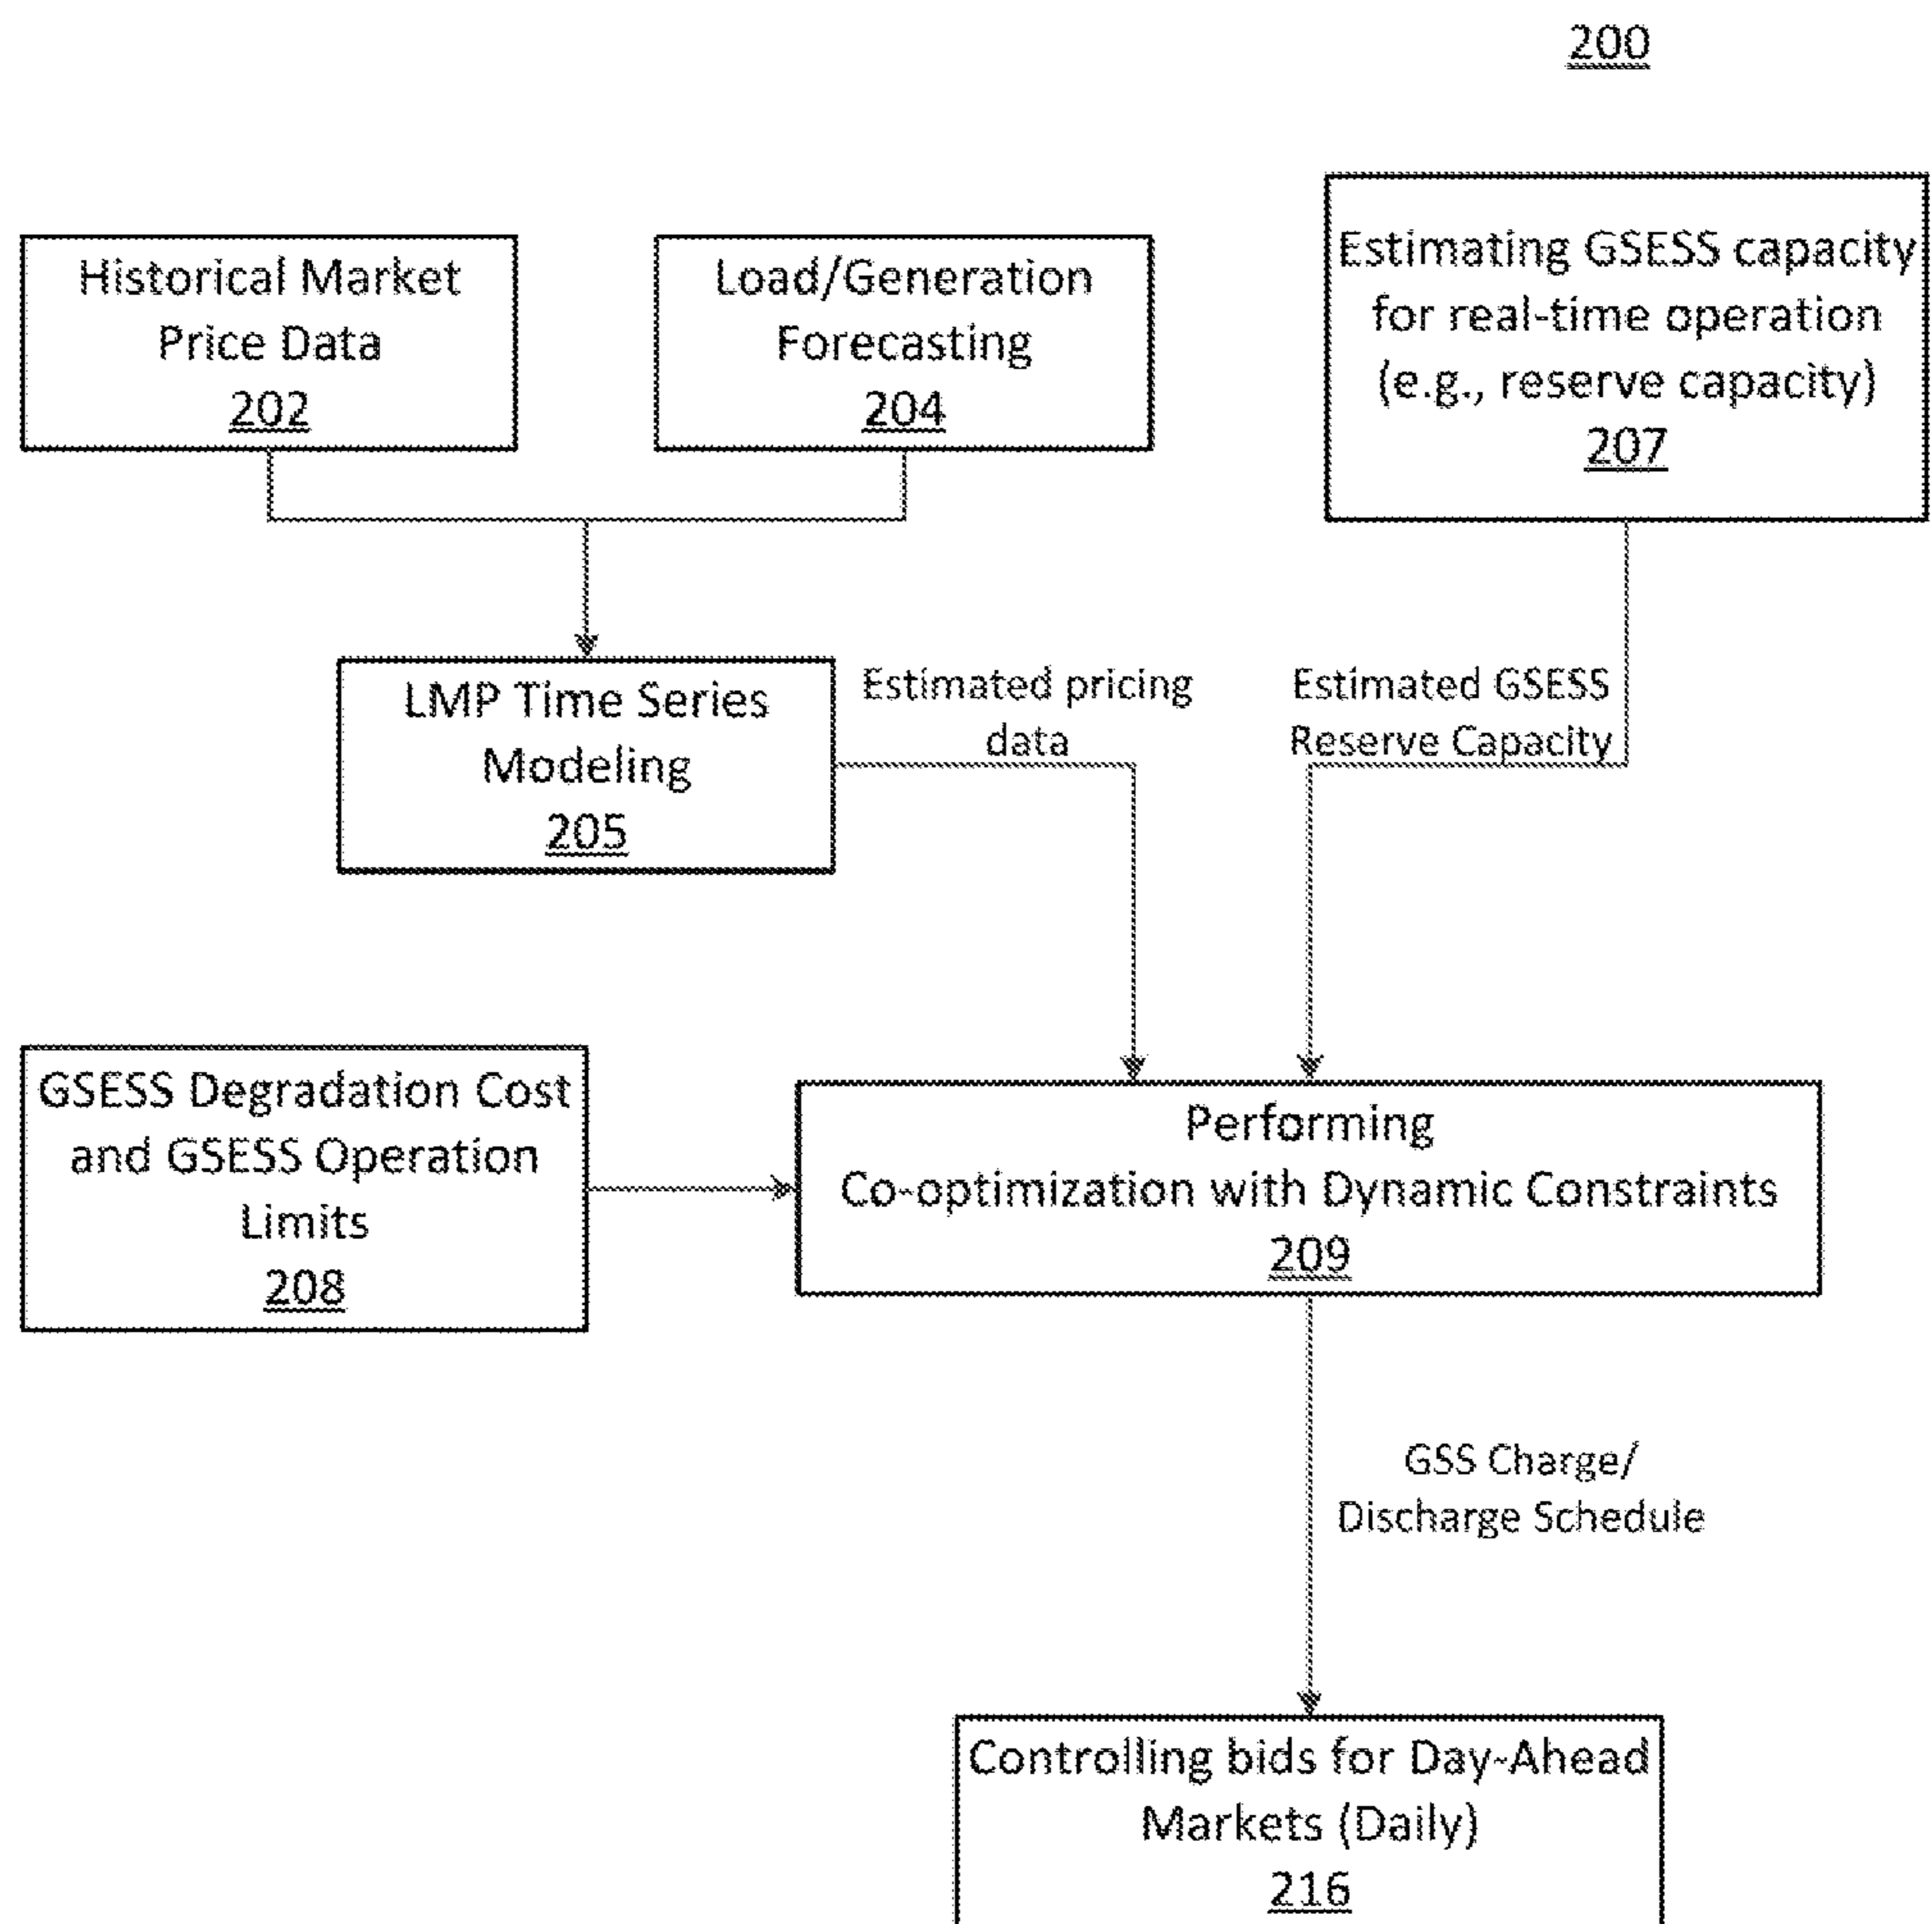 200
Historical Market
Price Data
202
Load/Generation
Forecasting
204
Estimating GSESS capacity
for real-time operation
(e.g., reserve capacity)
207
LMP Time Series
Modeling
205
Estimated pricing
data
Estimated GSESS
Reserve Capacity
GSESS Degradation Cost
and GSESS Operation
Limits
208
Performing
Co-optimization with Dynamic Constraints
209
GSS Charge/
Discharge Schedule
Controlling bids for Day-Ahead
Markets (Daily)
216